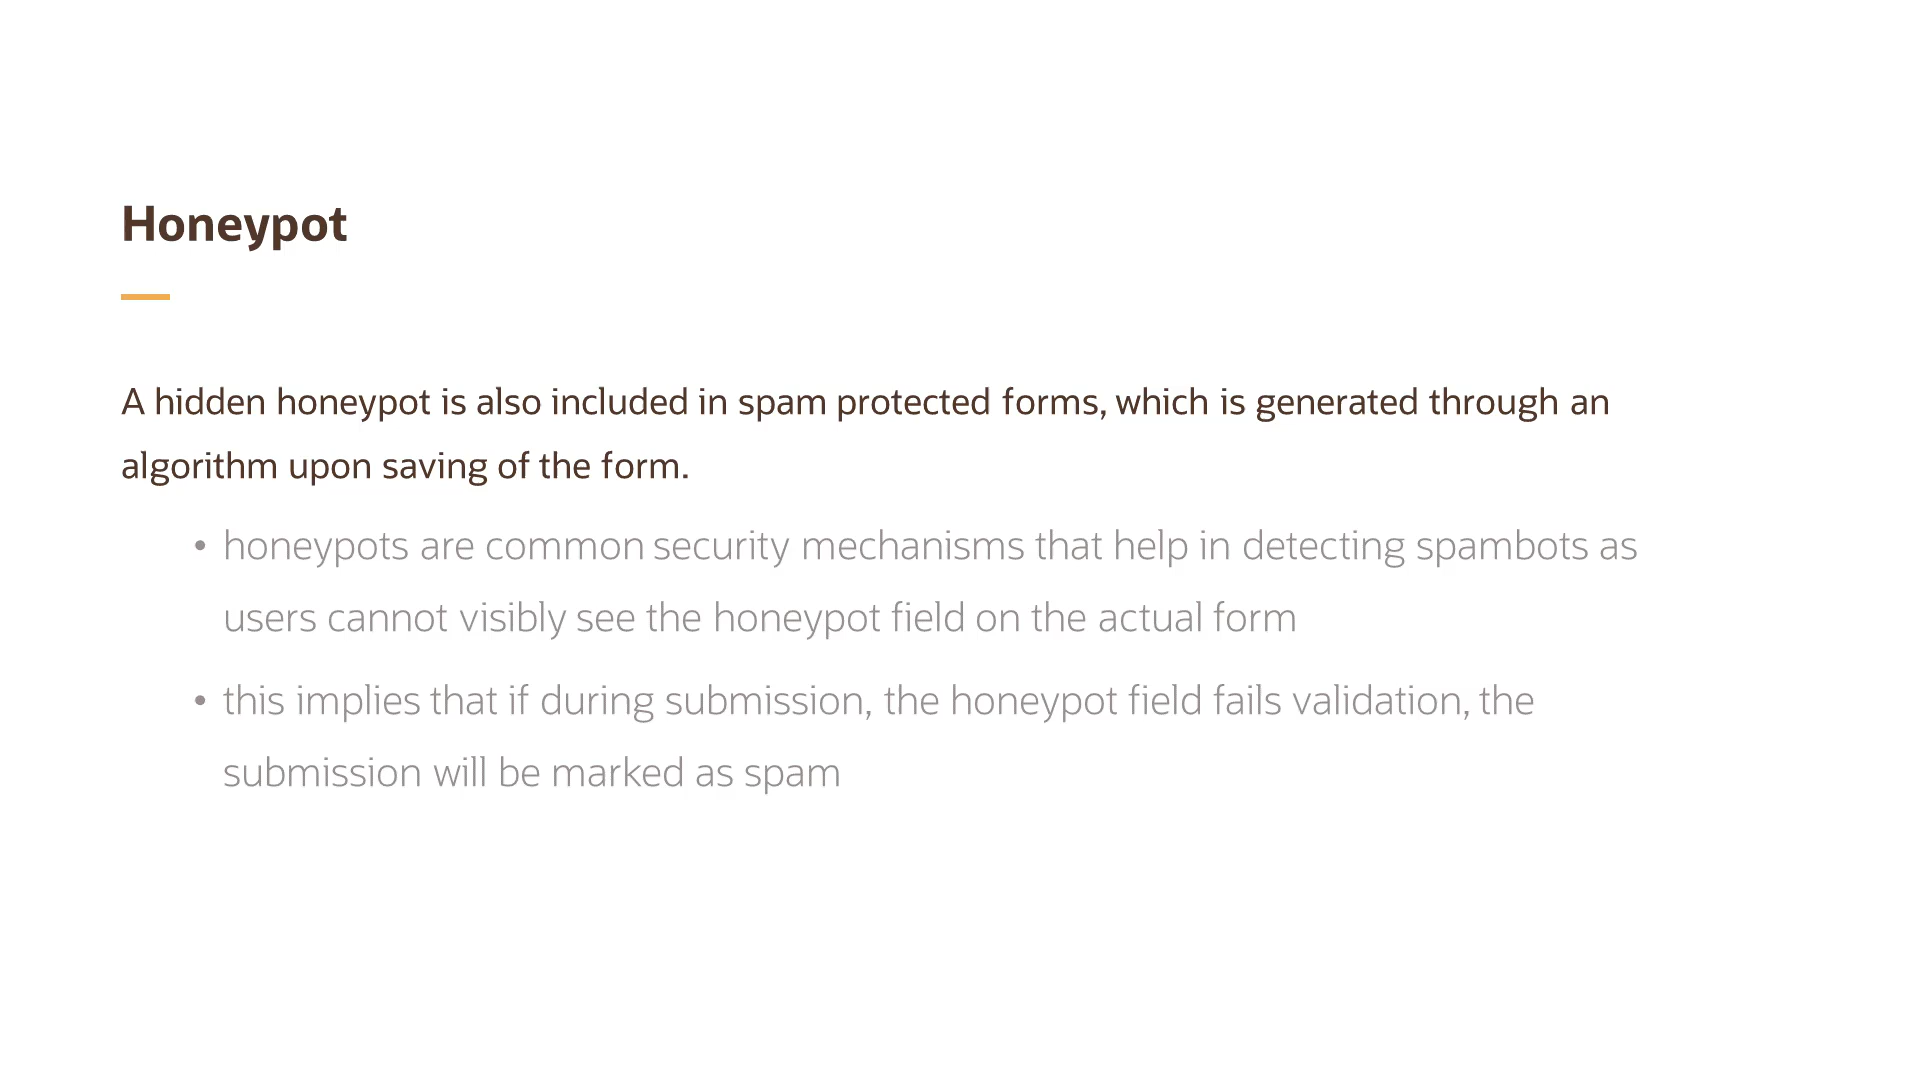 Honeypot
A hidden honeypot is also included in spam protected forms, which is generated through an
algorithm upon saving of the form.
• honeypots are common security mechanisms that help in detecting spambots as
users cannot visibly see the honeypot field on the actual form
• this implies that if during submission, the honeypot field fails validation, the
submission will be marked as spam